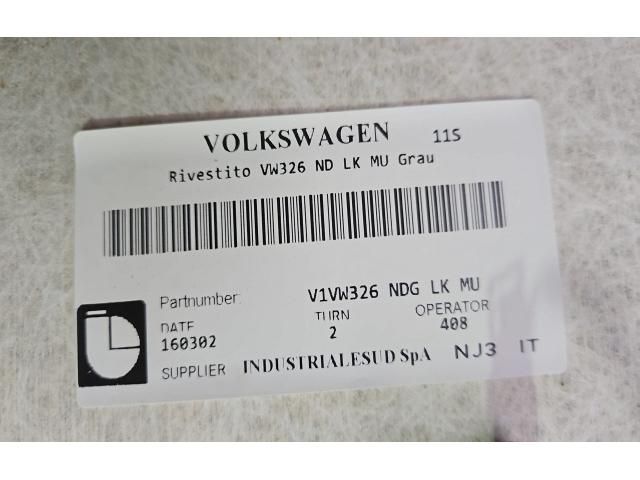 VOLKSWAGEN 11S
Rivestito VW326 ND LK MU Grau
Partnumber: V1VW326 NDG LK MU
DATE TURN OPERATOR
160302 2 408
SUPPLIER INDUSTRIALESUD SpA NJ3 IT